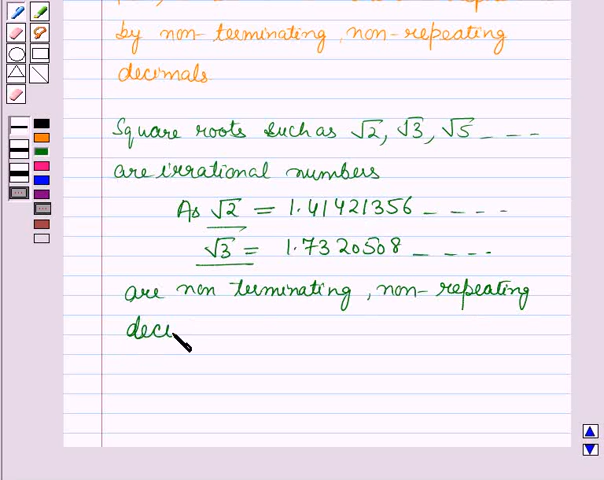 by non-terminating, non-repeating
decimals
Square roots such as √2, √3, √5 - - -
are irrational numbers
As √2 = 1.41421356 - - - -
√3 = 1.7320508 - - - -
are non terminating, non-repeating
deci